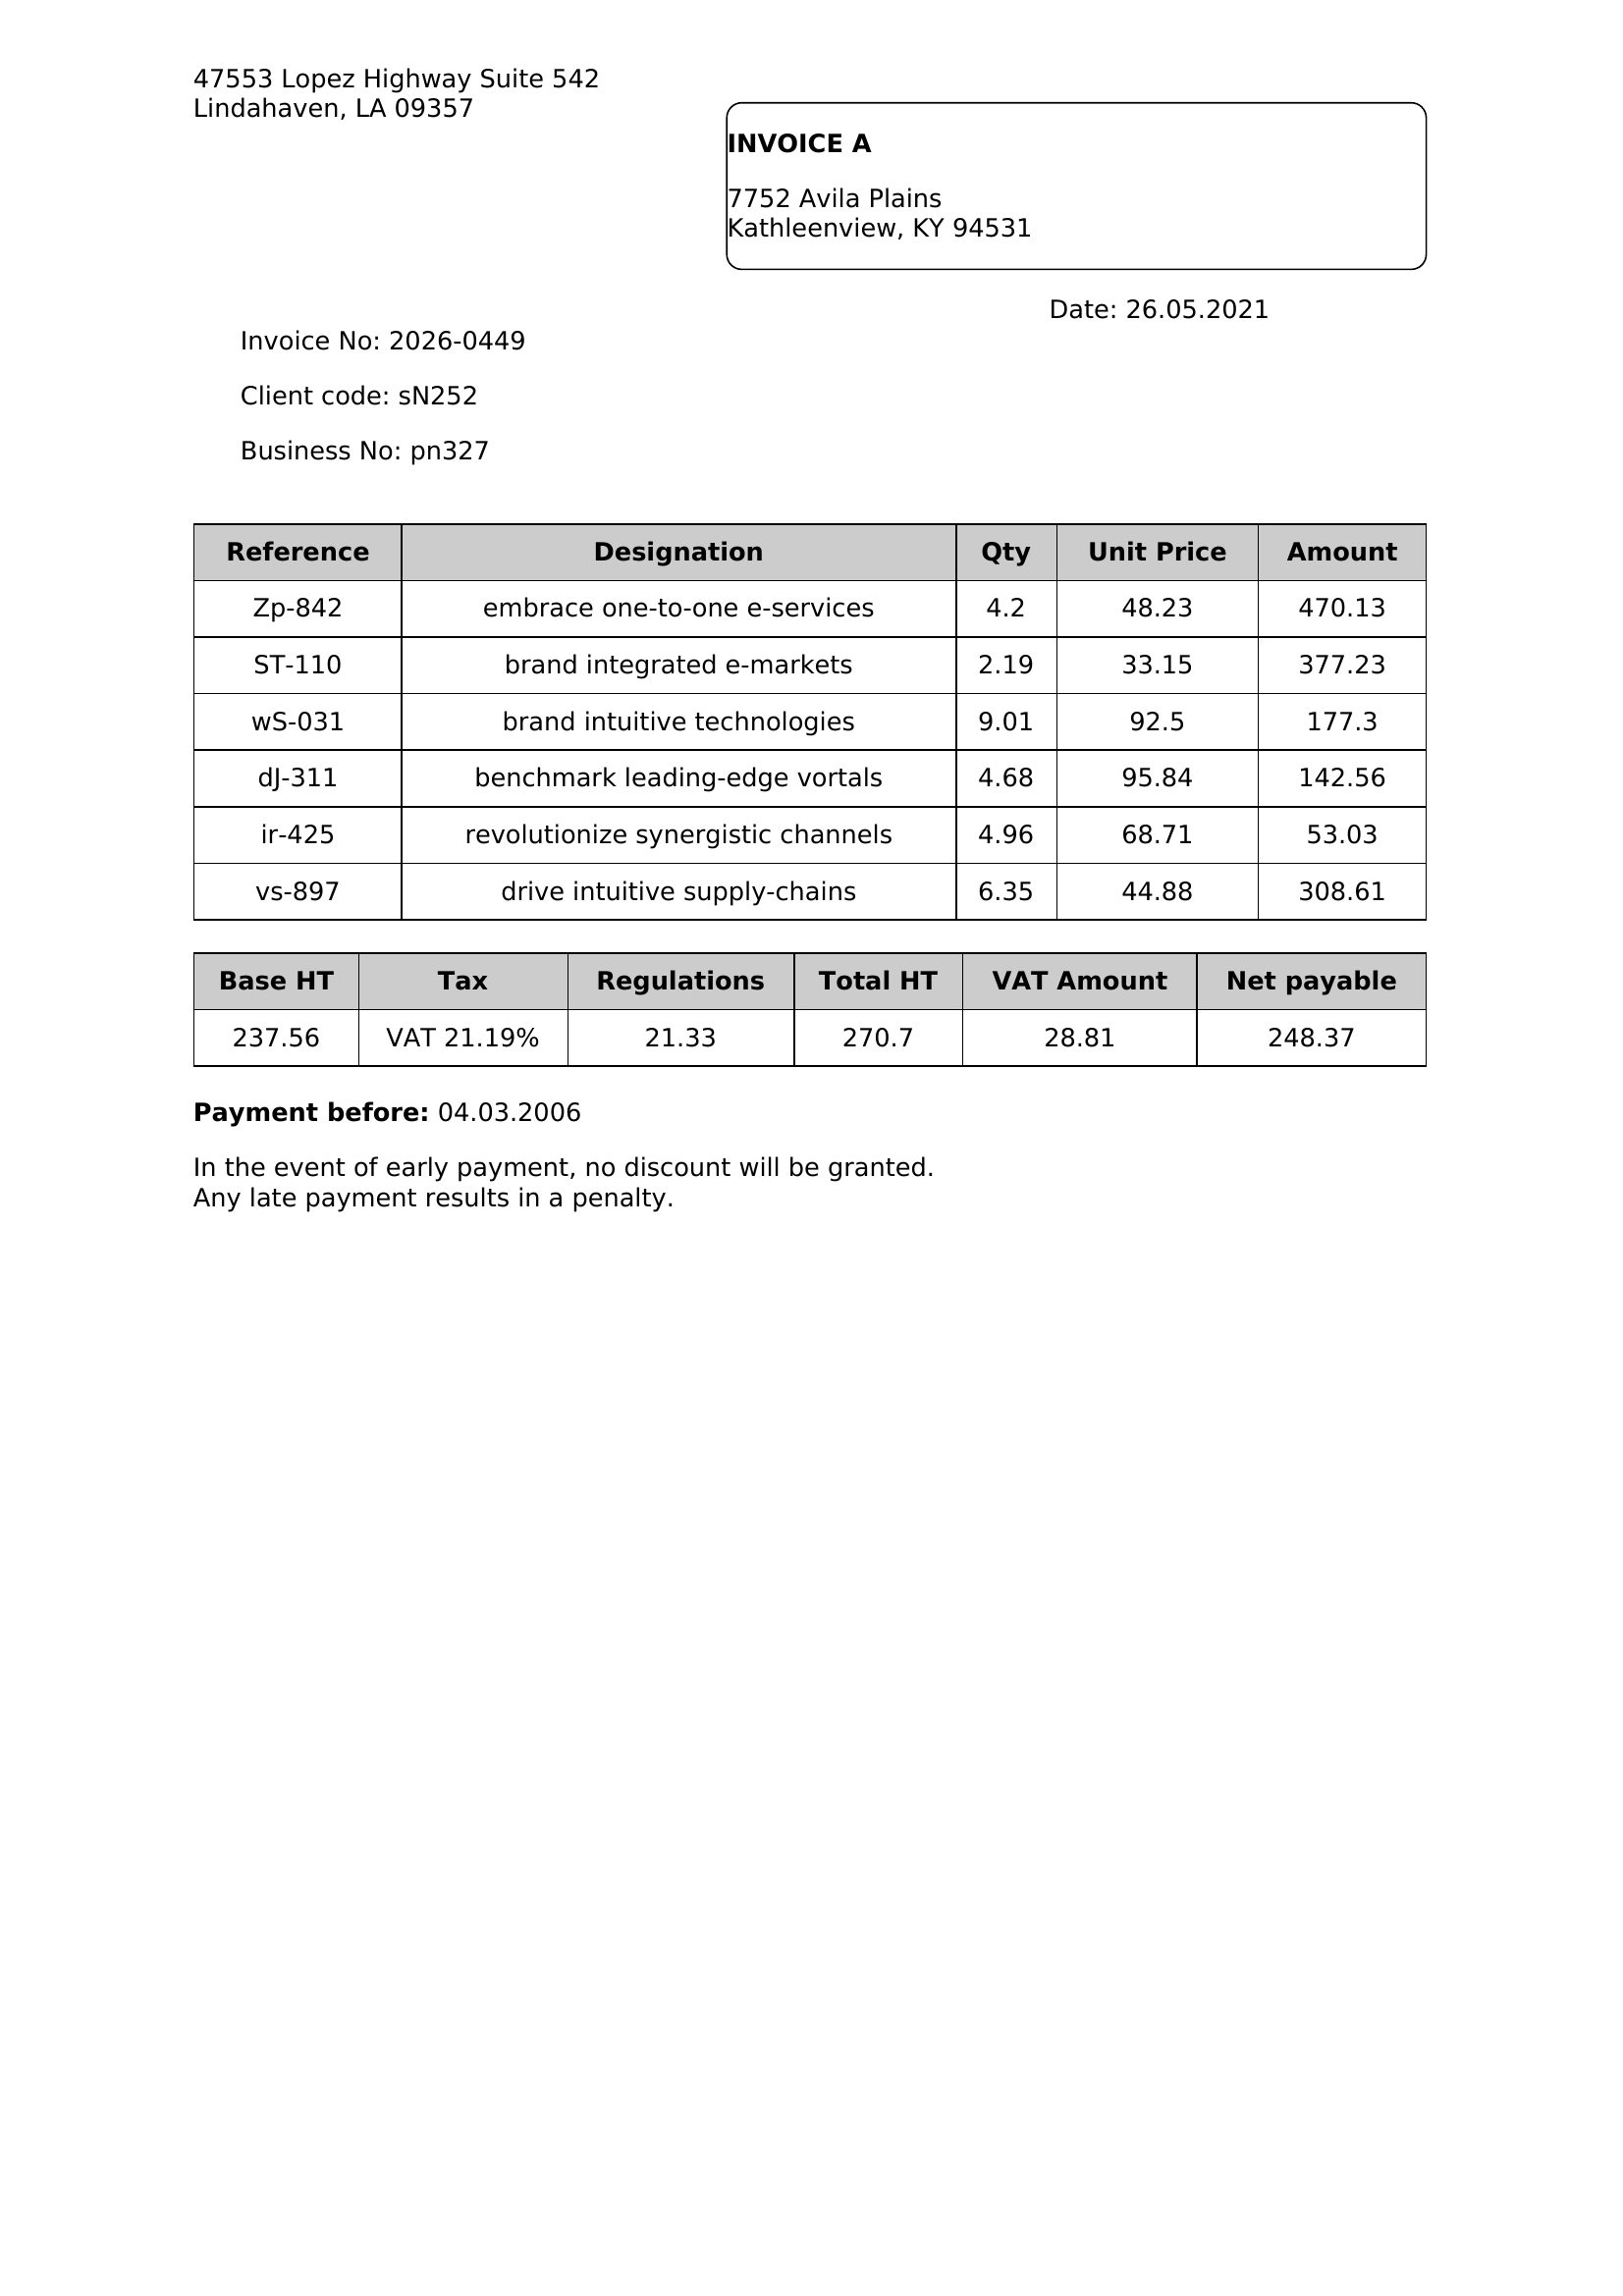 47553 Lopez Highway Suite 542
Lindahaven, LA 09357
INVOICE A
7752 Avila Plains
Kathleenview, KY 94531
Date: 26.05.2021
Invoice No: 2026-0449
Client code: sN252
Business No: pn327
Reference Designation Qty Unit Price Amount
Zp-842 embrace one-to-one e-services 4.2 48.23 470.13
ST-110 brand integrated e-markets 2.19 33.15 377.23
wS-031 brand intuitive technologies 9.01 92.5 177.3
dJ-311 benchmark leading-edge vortals 4.68 95.84 142.56
ir-425 revolutionize synergistic channels 4.96 68.71 53.03
vs-897 drive intuitive supply-chains 6.35 44.88 308.61
Base HT Tax Regulations Total HT VAT Amount Net payable
237.56 VAT 21.19% 21.33 270.7 28.81 248.37
Payment before: 04.03.2006
In the event of early payment, no discount will be granted.
Any late payment results in a penalty.